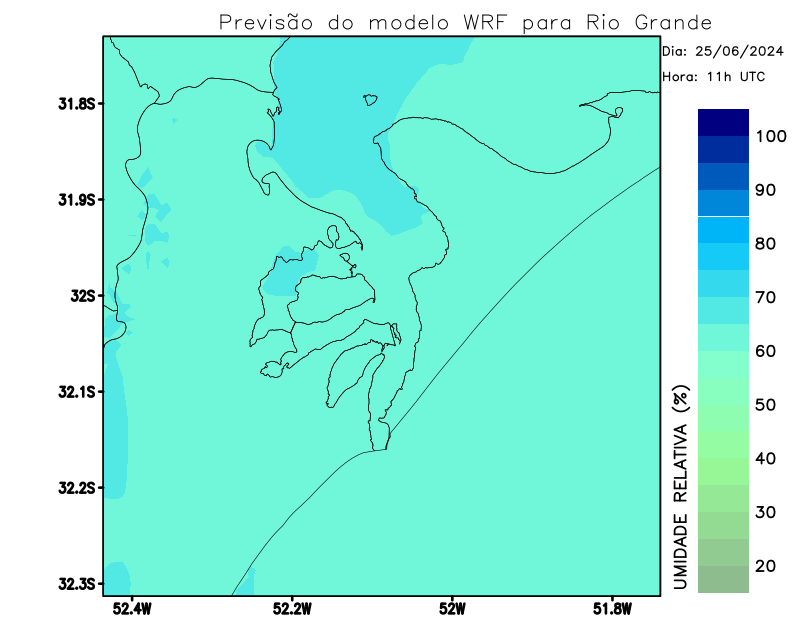 Previsão do modelo WRF para Rio Grande
Dia: 25/06/2024
Hora: 11h UTC
31.8S
31.9S
32S
32.1S
32.2S
32.3S
52.4W 52.2W 52W 51.8W
100
90
80
70
60
50
40
30
20
UMIDADE RELATIVA (%)